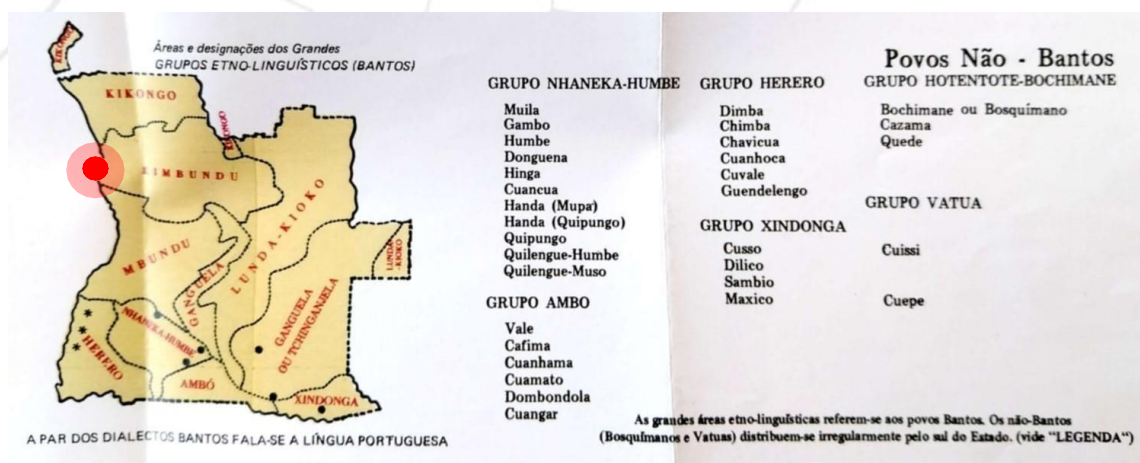 Áreas e designações dos Grandes
GRUPOS ETNO-LINGUÍSTICOS (BANTOS)
KIKONGO
KIKONGO
KIKONGO
KIMBUNDU
LUNDA-KIOKO
LUNDA
-KIOKO
MBUNDU
GANGUELA
GANGUELA
OU TCHINGANJELA
NHANEKA-HUMBE
HERERO
AMBÓ
XINDONGA
A PAR DOS DIALECTOS BANTOS FALA-SE A LÍNGUA PORTUGUESA
GRUPO NHANEKA-HUMBE
Muila
Gambo
Humbe
Donguena
Hinga
Cuancua
Handa (Mupa)
Handa (Quipungo)
Quipungo
Quilengue-Humbe
Quilengue-Muso
GRUPO AMBO
Vale
Cafima
Cuanhama
Cuamato
Dombondola
Cuangar
GRUPO HERERO
Dimba
Chimba
Chavicua
Cuanhoca
Cuvale
Guendelengo
GRUPO XINDONGA
Cusso
Dilico
Sambio
Maxico
Povos Não - Bantos
GRUPO HOTENTOTE-BOCHIMANE
Bochimane ou Bosquímano
Cazama
Quede
GRUPO VATUA
Cuissi
Cuepe
As grandes áreas etno-linguísticas referem-se aos povos Bantos. Os não-Bantos
(Bosquímanos e Vatuas) distribuem-se irregularmente pelo sul do Estado. (vide "LEGENDA")